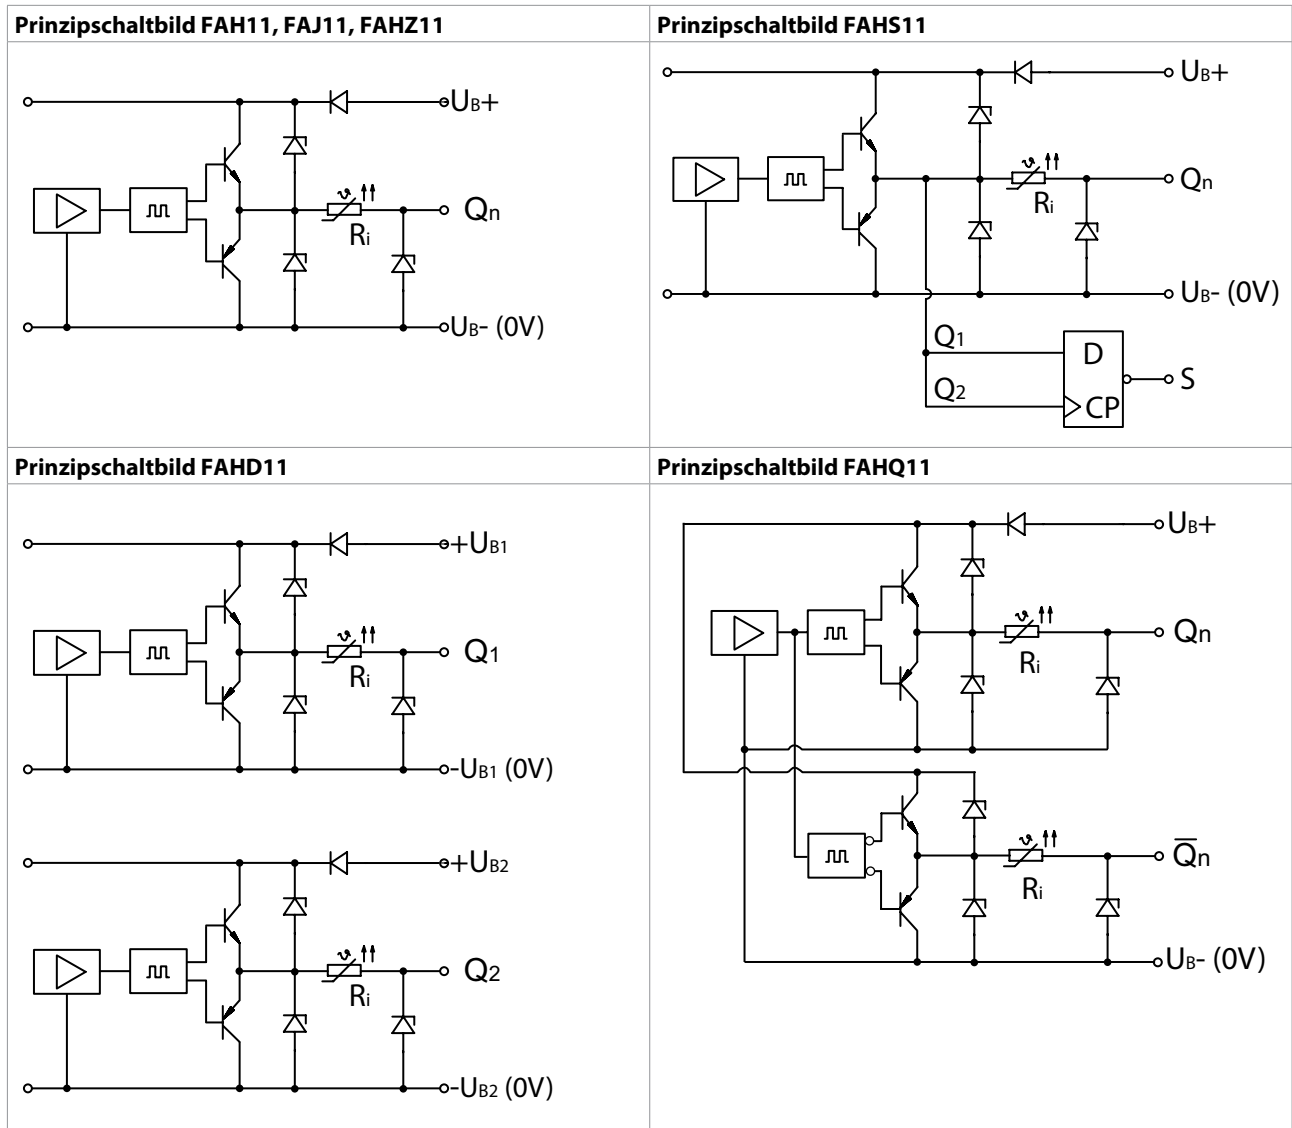 Prinzipschaltbild FAH11, FAJ11, FAHZ11
UB+
Qn
ϑ
Ri
UB- (0V)
Prinzipschaltbild FAHS11
UB+
ϑ
Qn
Ri
UB- (0V)
Q1
D
S
Q2
CP
Prinzipschaltbild FAHD11
+UB1
ϑ
Q1
Ri
-UB1 (0V)
+UB2
ϑ
Q2
Ri
-UB2 (0V)
Prinzipschaltbild FAHQ11
UB+
ϑ
Qn
Ri
ϑ
Q̅n
Ri
UB- (0V)